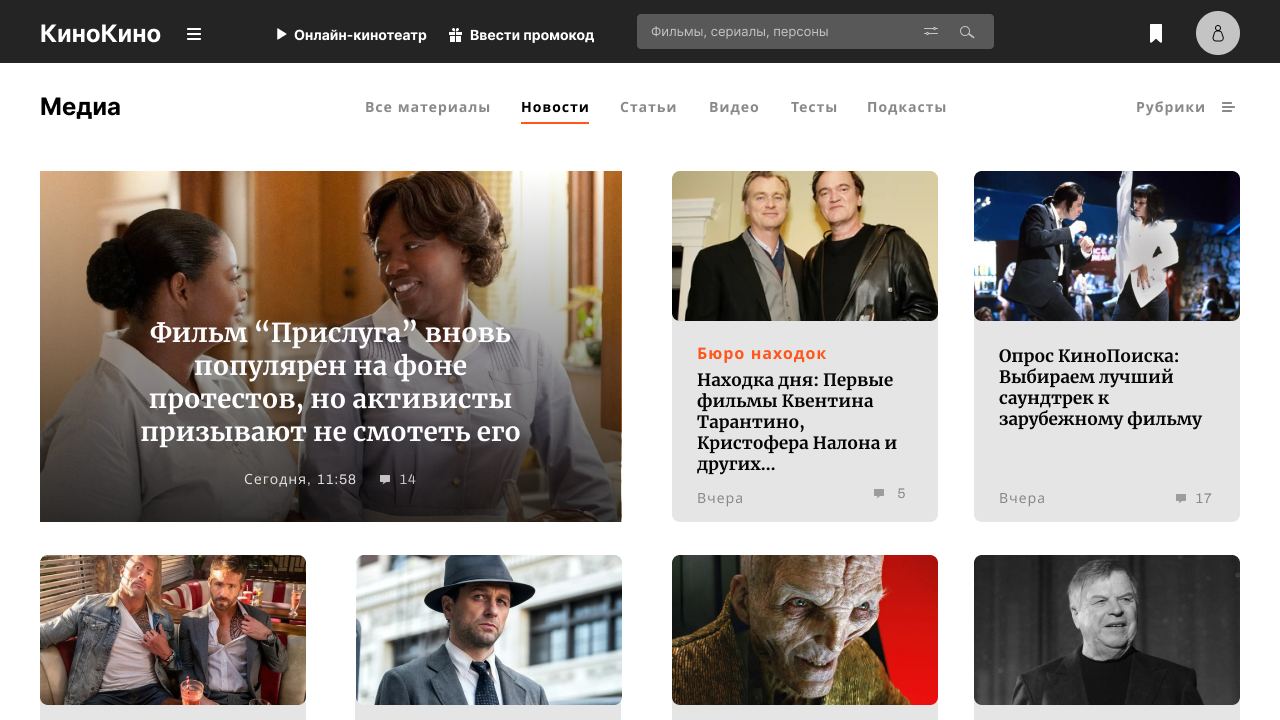 КиноКино
Онлайн-кинотеатр
Ввести промокод
Фильмы, сериалы, персоны
Медиа
Все материалы
Новости
Статьи
Видео
Тесты
Подкасты
Рубрики
Фильм “Прислуга” вновь
популярен на фоне
протестов, но активисты
призывают не смотеть его
Сегодня, 11:58
14
Бюро находок
Находка дня: Первые
фильмы Квентина
Тарантино,
Кристофера Налона и
других...
Вчера
5
Опрос КиноПоиска:
Выбираем лучший
саундтрек к
зарубежному фильму
Вчера
17